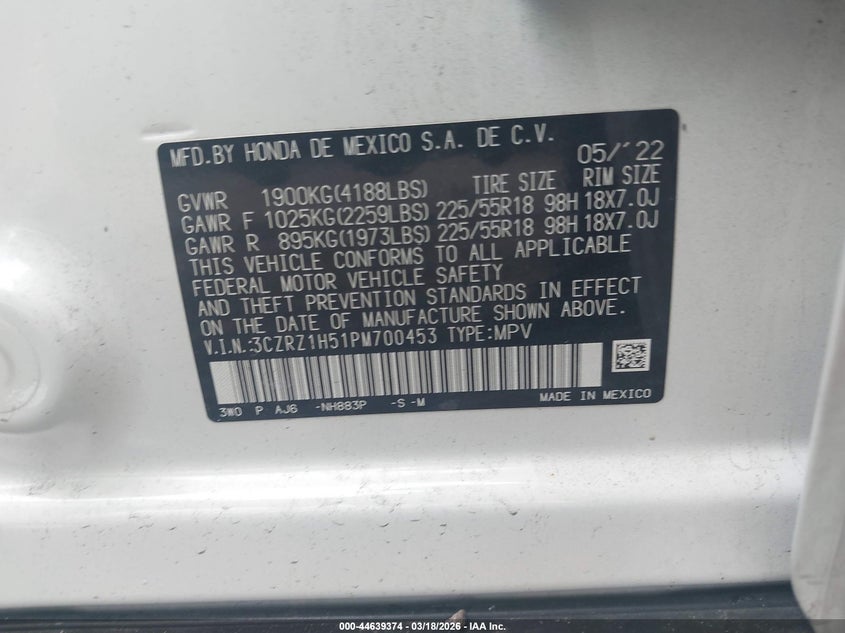 MFD.BY HONDA DE MEXICO S.A. DE C.V. 05/'22
GVWR 1900KG(4188LBS) TIRE SIZE RIM SIZE
GAWR F 1025KG(2259LBS) 225/55R18 98H 18X7.0J
GAWR R 895KG(1973LBS) 225/55R18 98H 18X7.0J
THIS VEHICLE CONFORMS TO ALL APPLICABLE
FEDERAL MOTOR VEHICLE SAFETY
AND THEFT PREVENTION STANDARDS IN EFFECT
ON THE DATE OF MANUFACTURE SHOWN ABOVE.
V.I.N.:3CZRZ1H51PM700453 TYPE:MPV
3W0 P AJ6 -NH883P -S -M MADE IN MEXICO
000-44639374 / 03/18/2026 - IAA Inc.